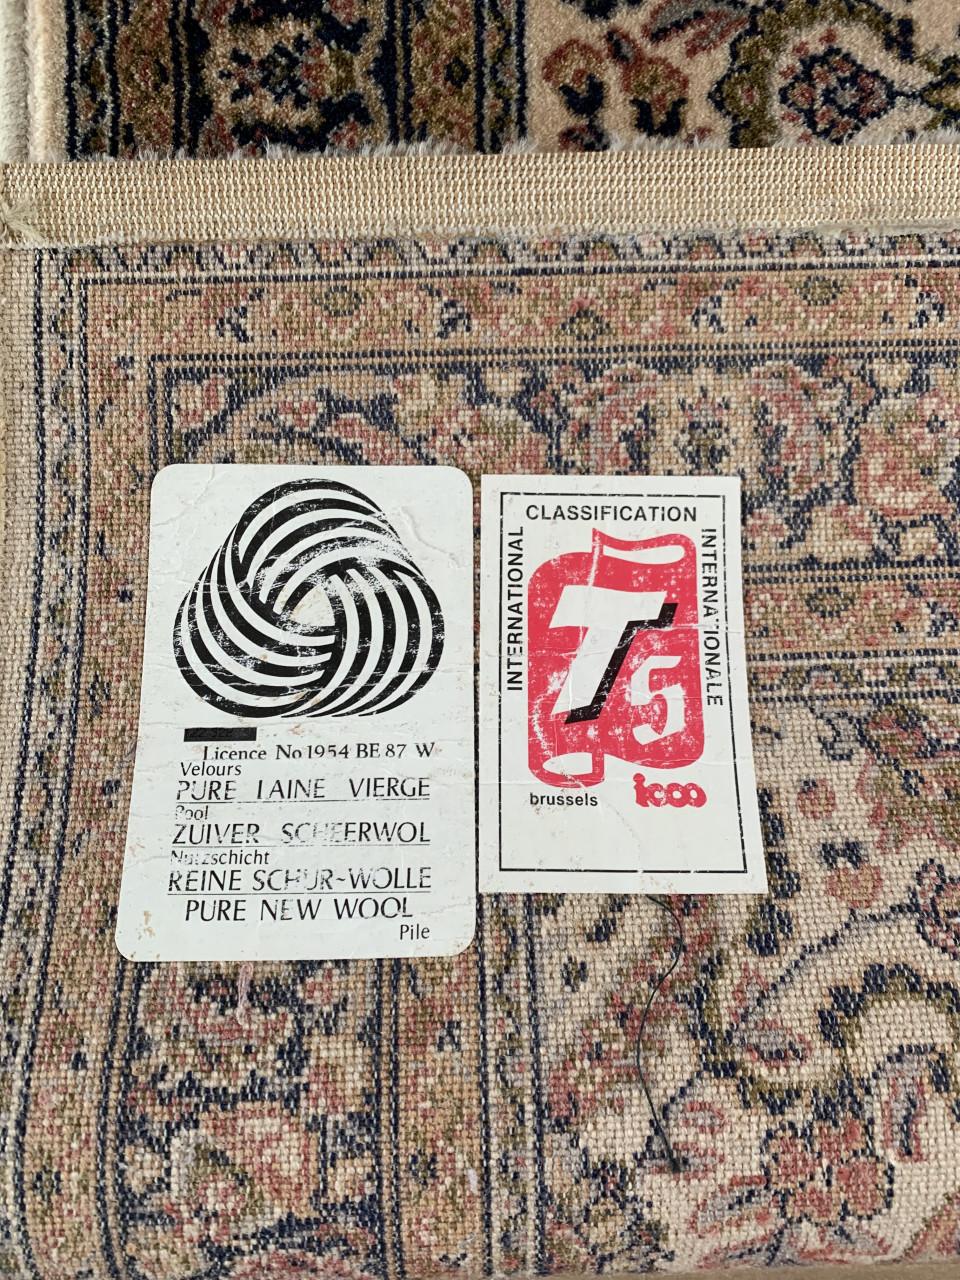 Licence No 1954 BE 87 W
Velours
PURE LAINE VIERGE
Pool
ZUIVER SCHEERWOL
Nutzschicht
REINE SCHUR~WOLLE
PURE NEW WOOL
Pile
CLASSIFICATION
INTERNATIONAL
INTERNATIONALE
T5
brussels
icoo